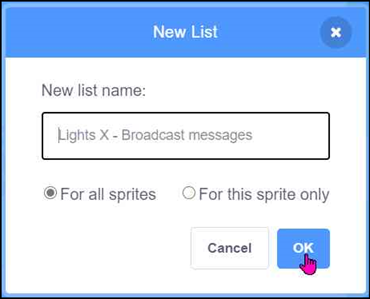 New List
New list name:
Lights X - Broadcast messages
For all sprites For this sprite only
Cancel OK